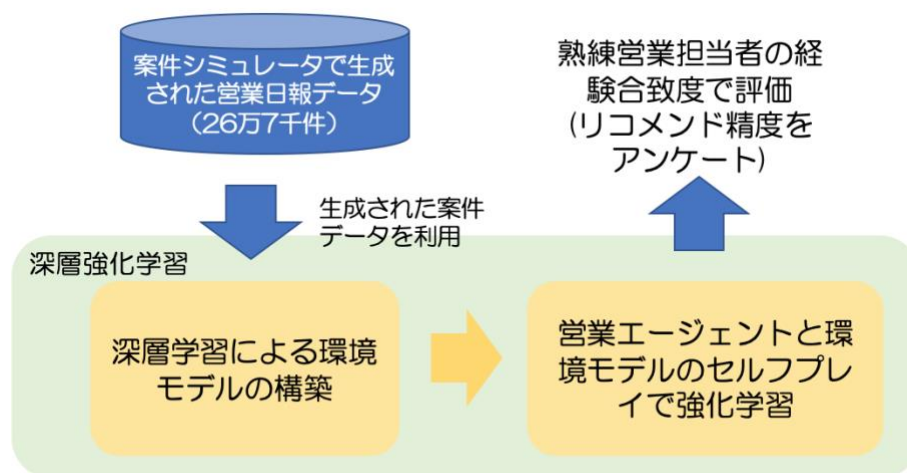 案件シミュレータで生成
された営業日報データ
（26万7千件）
熟練営業担当者の経
験合致度で評価
(リコメンド精度を
アンケート)
生成された案件
データを利用
深層強化学習
深層学習による環境
モデルの構築
営業エージェントと環
境モデルのセルフプレ
イで強化学習